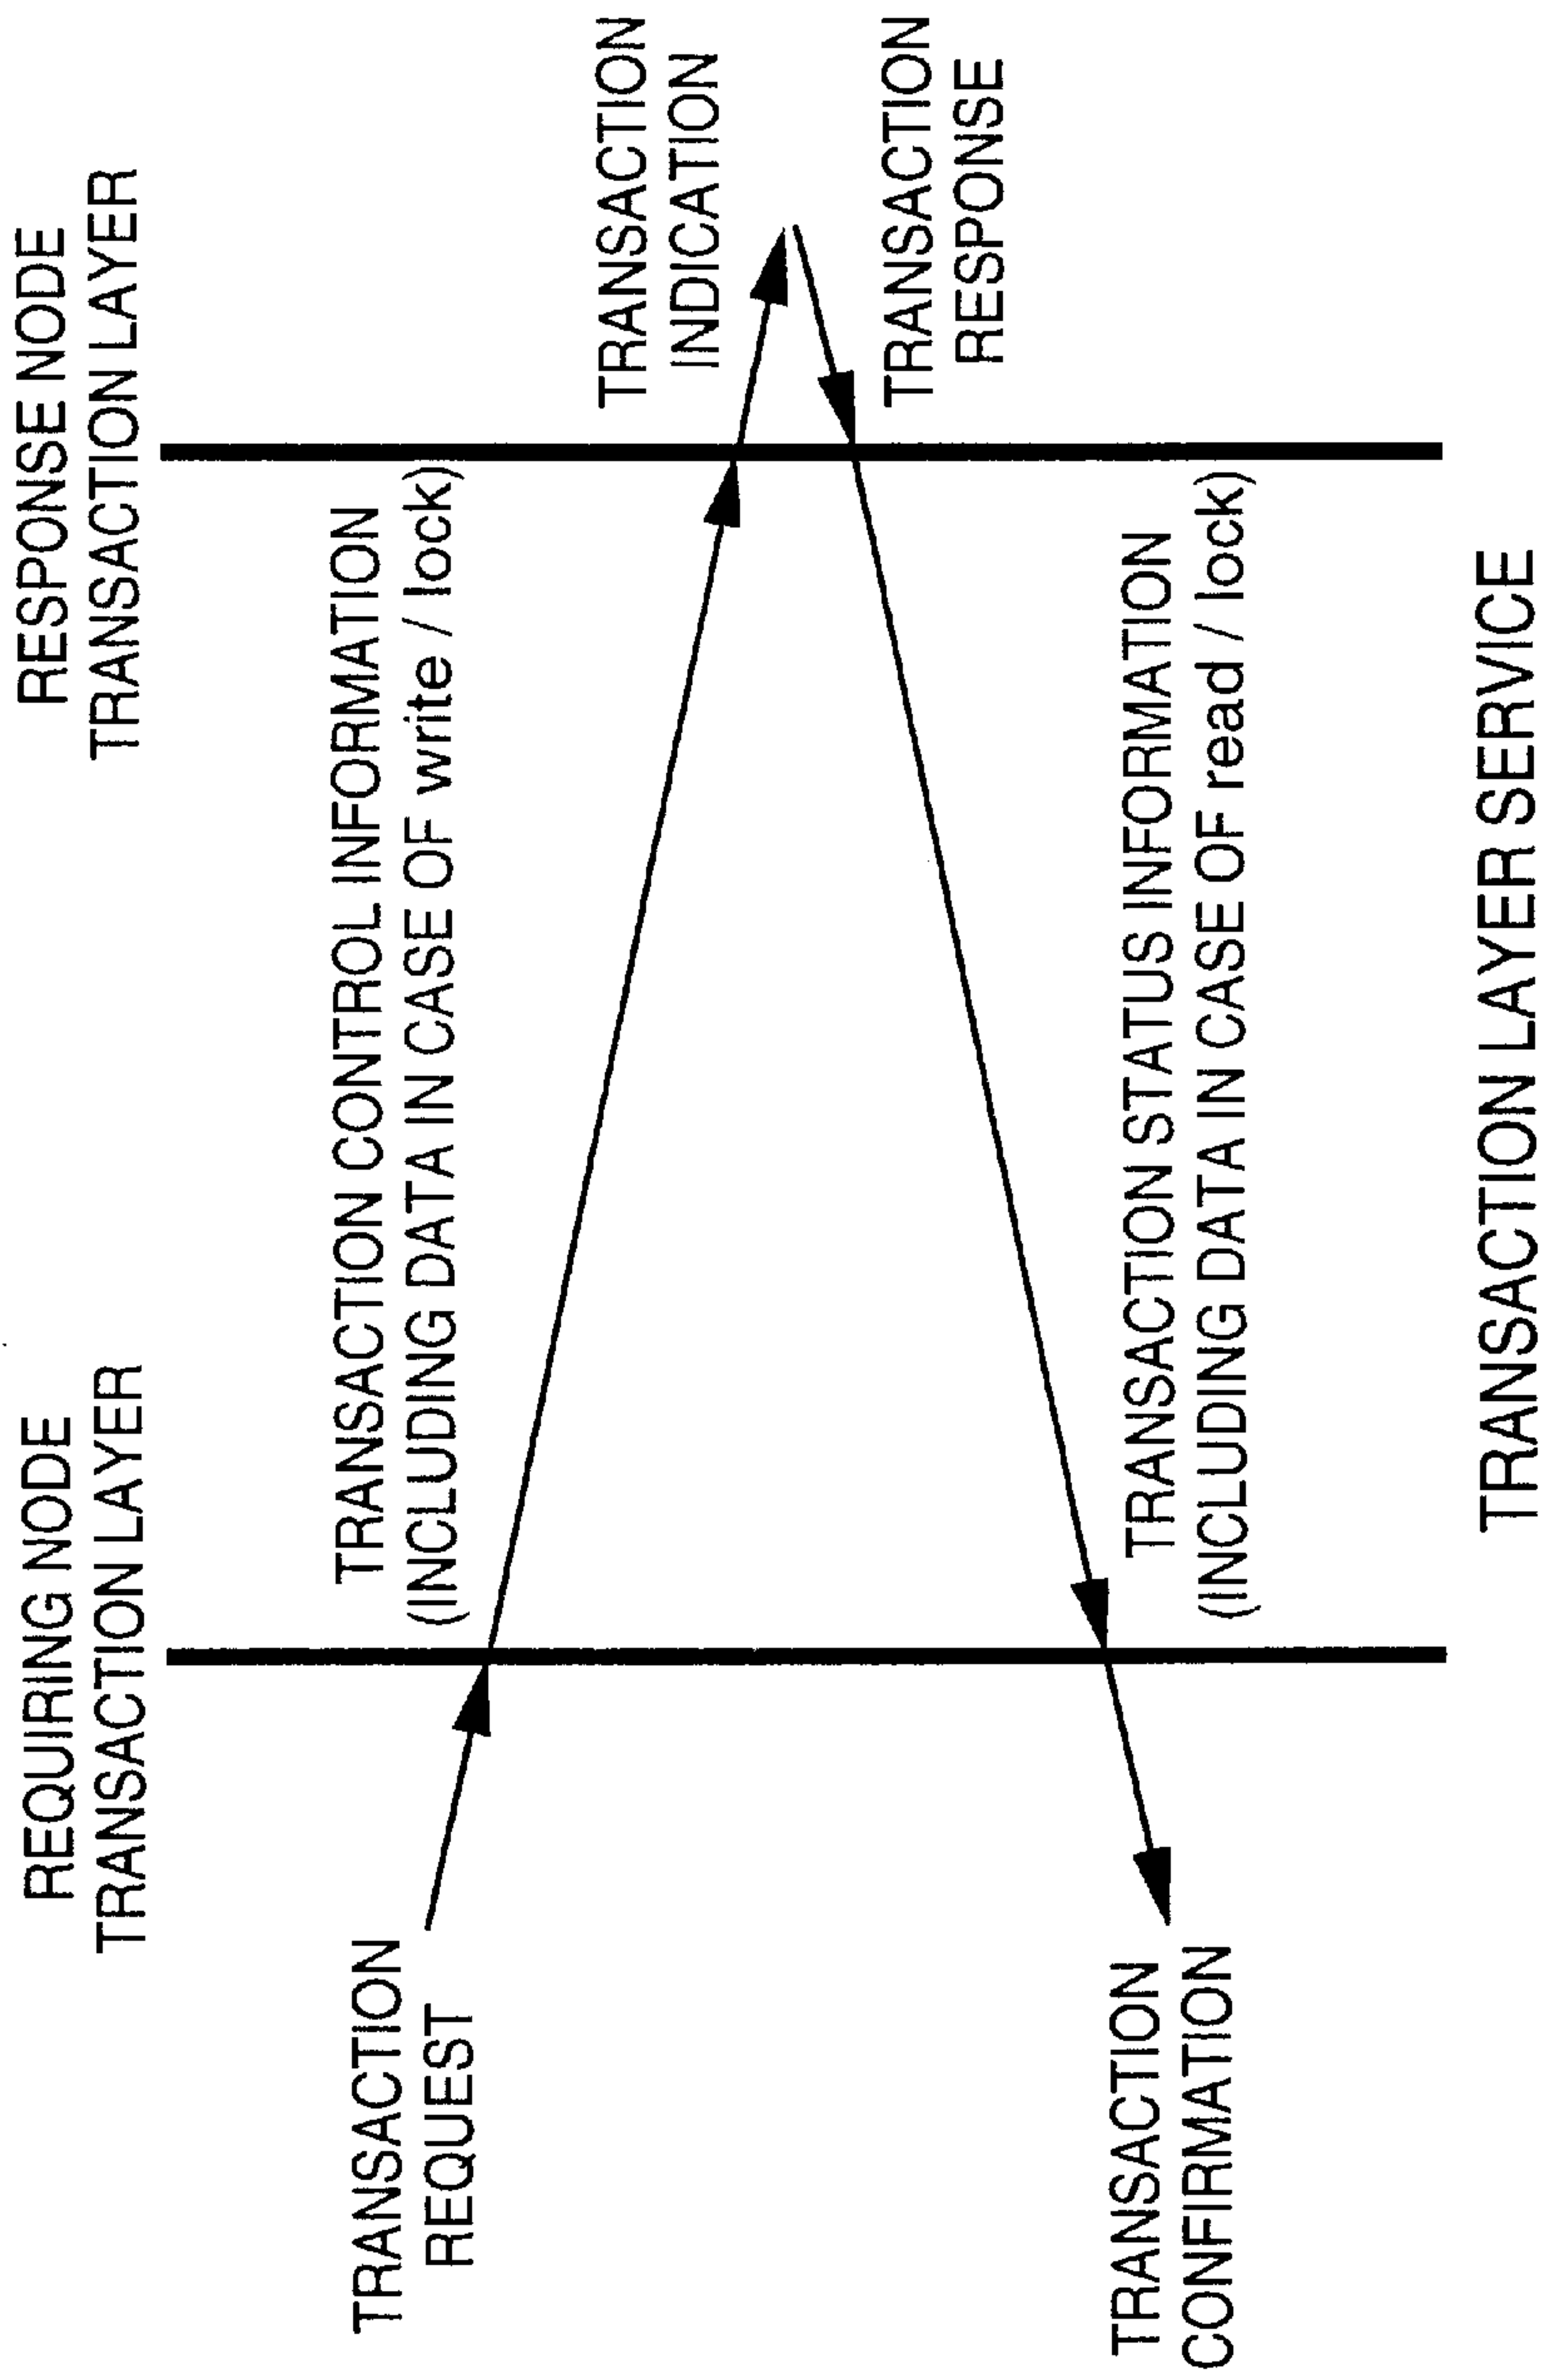 REQUIRING NODE
TRANSACTION LAYER
RESPONSE NODE
TRANSACTION LAYER
TRANSACTION
REQUEST
TRANSACTION CONTROL INFORMATION
(INCLUDING DATA IN CASE OF write / lock)
TRANSACTION
INDICATION
TRANSACTION
RESPONSE
TRANSACTION STATUS INFORMATION
(INCLUDING DATA IN CASE OF read / lock)
TRANSACTION
CONFIRMATION
TRANSACTION LAYER SERVICE